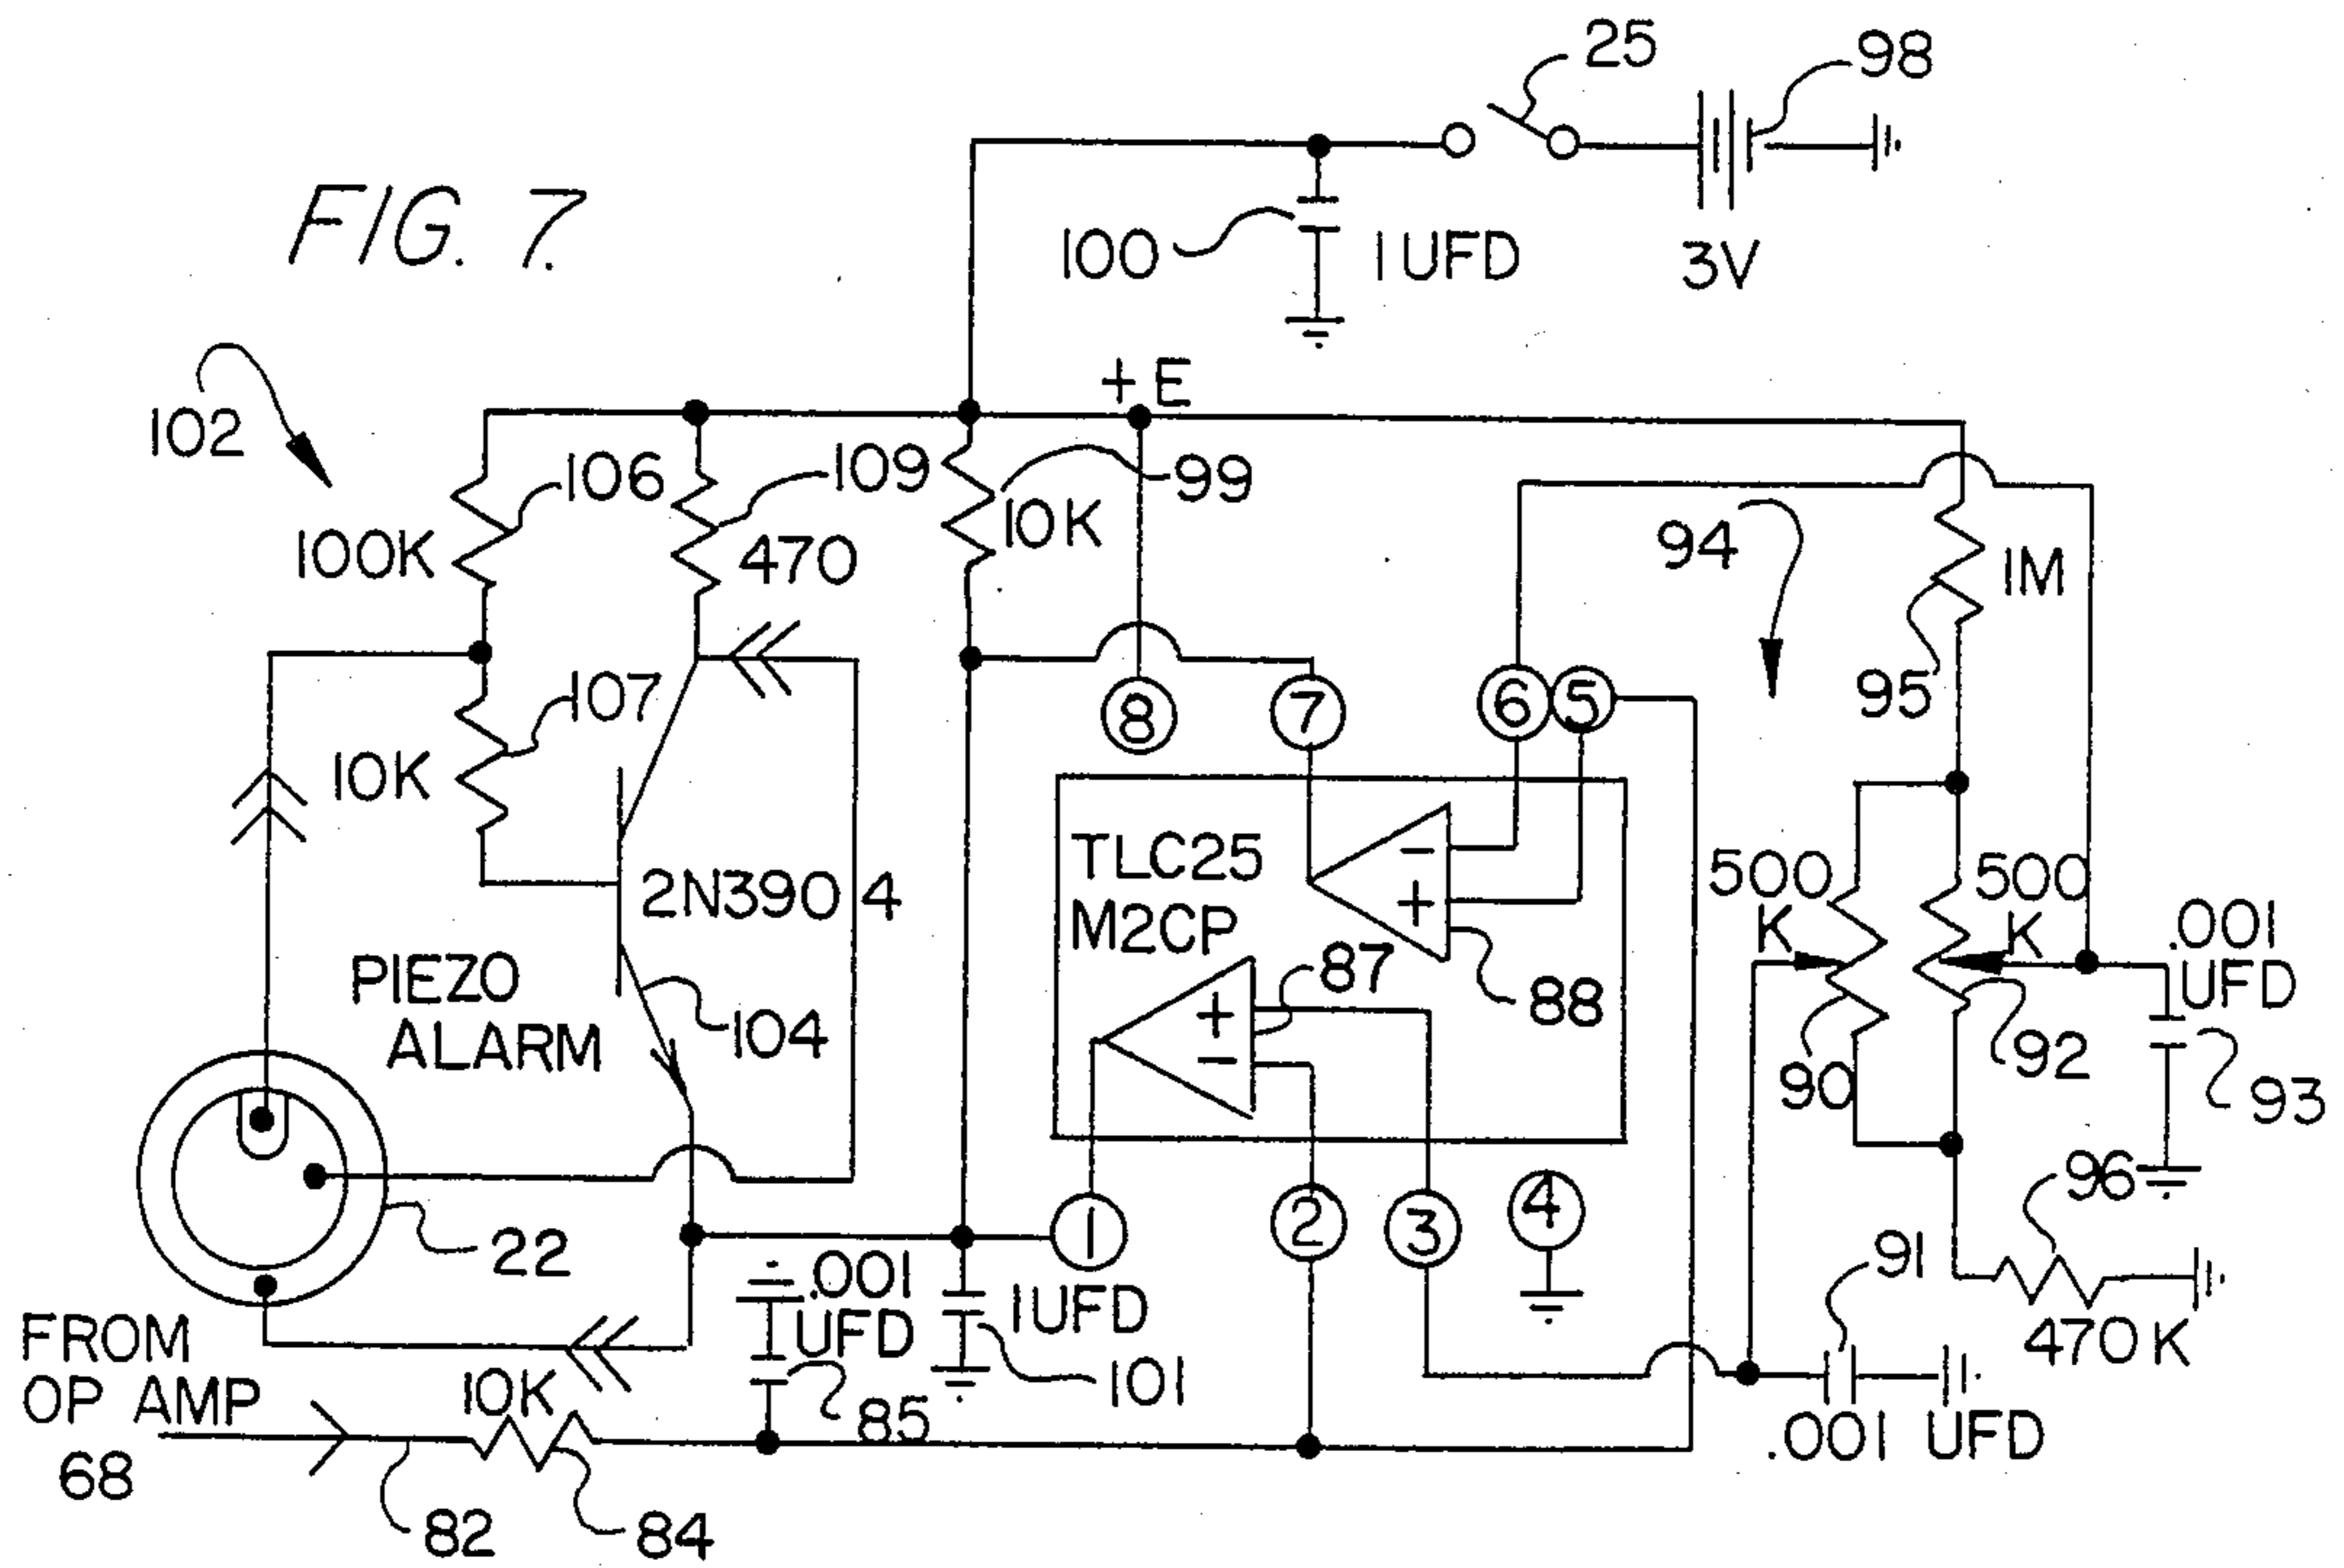 FIG. 7.
25
98
100
1 UFD
3V
102
+E
106
109
99
100K
470
10K
94
1M
95
107
10K
8
7
6
5
TLC25
M2CP
2N3904
500
K
500
K
.001
UFD
PIEZO
ALARM
104
87
88
90
92
93
+
-
-
+
22
1
2
3
4
96
91
470K
.001
UFD
1UFD
101
85
.001 UFD
FROM
OP AMP
68
10K
82
84